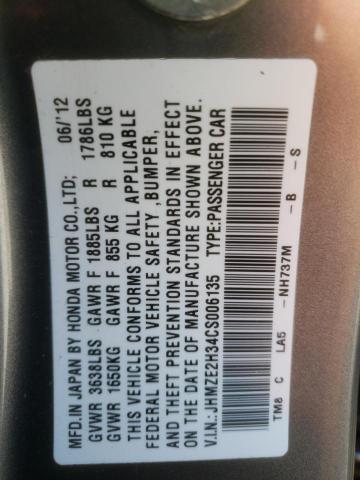 MFD.IN JAPAN BY HONDA MOTOR CO.,LTD; 06/'12
GVWR 3638LBS GAWR F 1885LBS R 1786LBS
GVWR 1650KG GAWR F 855 KG R 810 KG
THIS VEHICLE CONFORMS TO ALL APPLICABLE
FEDERAL MOTOR VEHICLE SAFETY ,BUMPER,
AND THEFT PREVENTION STANDARDS IN EFFECT
ON THE DATE OF MANUFACTURE SHOWN ABOVE.
V.I.N.:JHMZE2H34CS006135 TYPE:PASSENGER CAR
TM8 C LA5 -NH737M -B -S